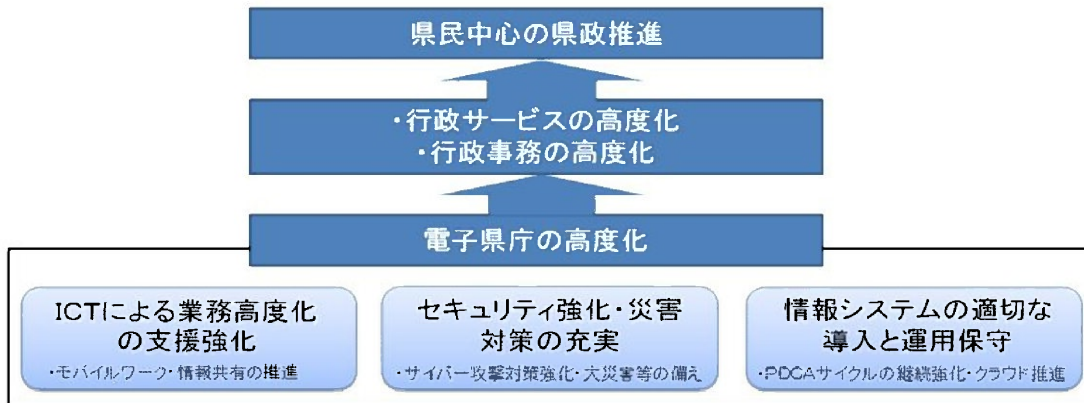 県民中心の県政推進
・行政サービスの高度化
・行政事務の高度化
電子県庁の高度化
ICTによる業務高度化
の支援強化
・モバイルワーク・情報共有の推進
セキュリティ強化・災害
対策の充実
・サイバー攻撃対策強化・大災害等の備え
情報システムの適切な
導入と運用保守
・PDCAサイクルの継続強化・クラウド推進